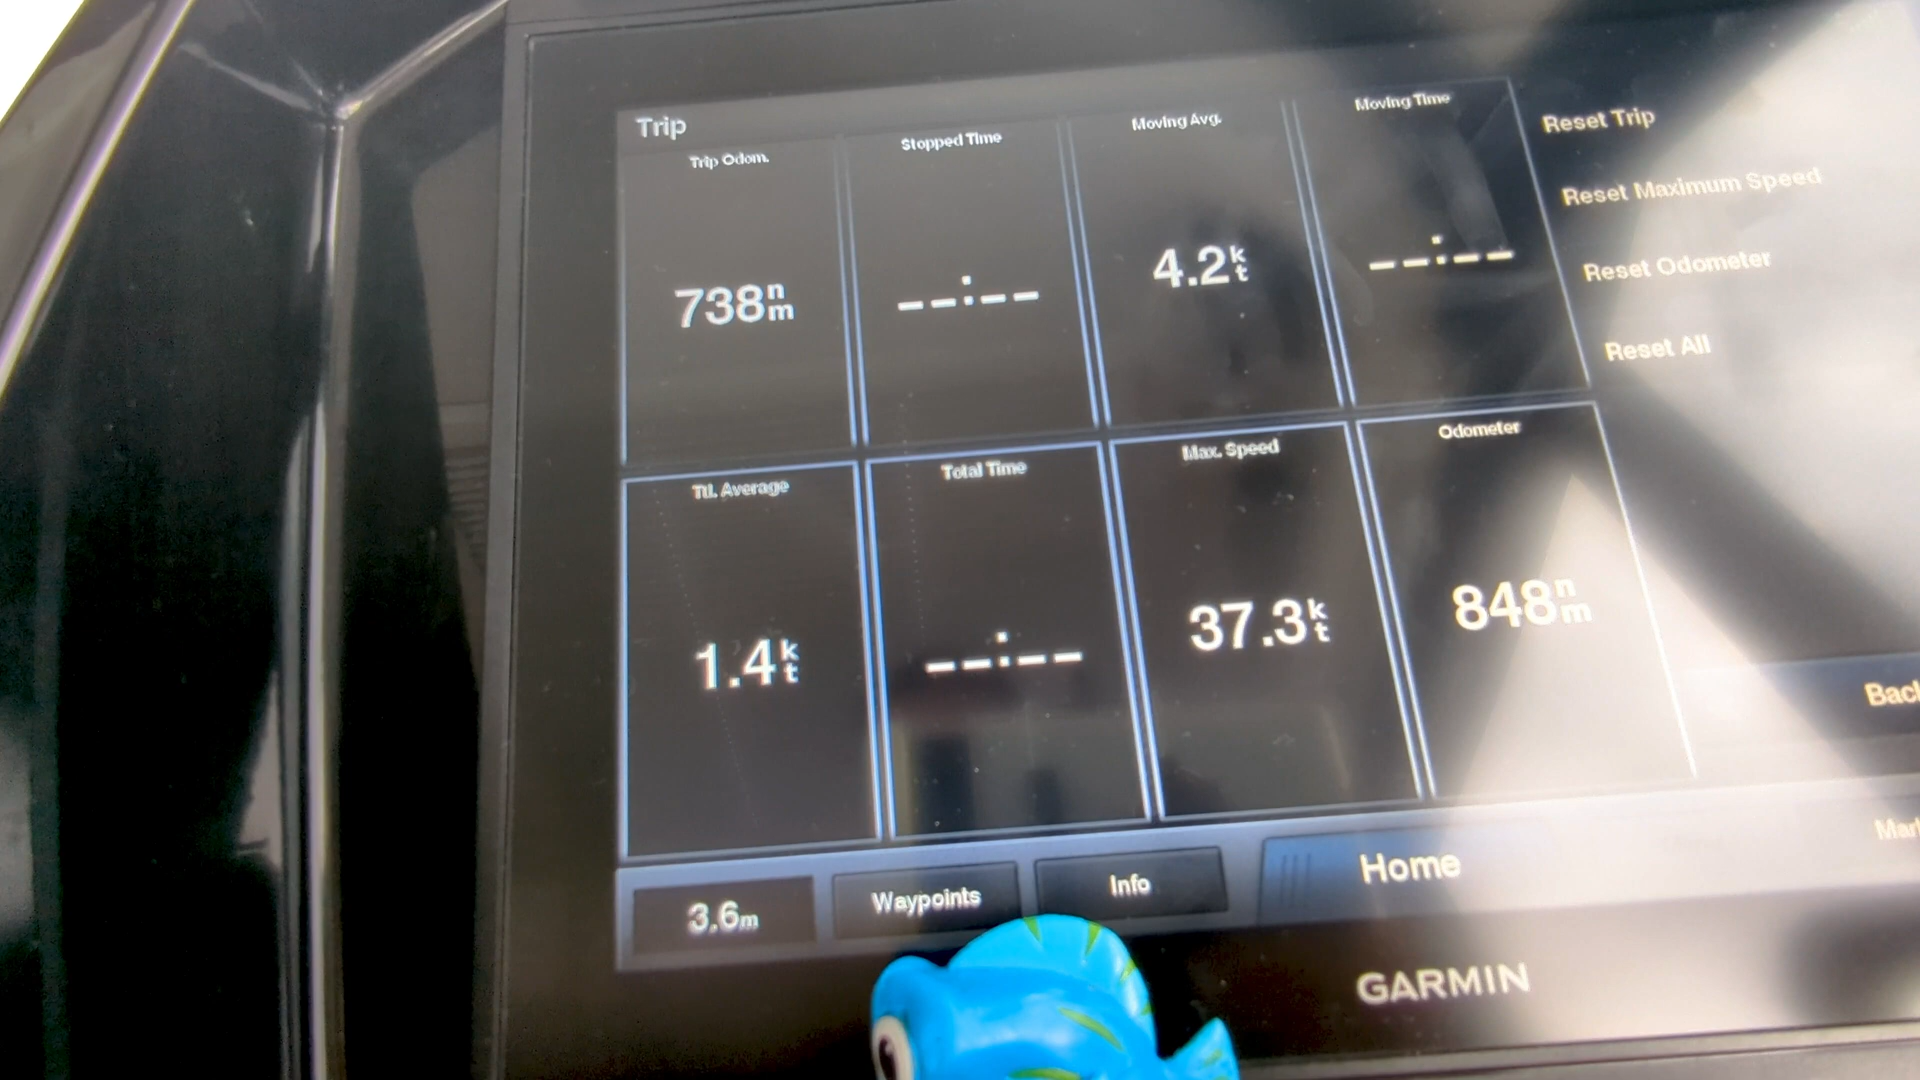 Trip
Trip Odom.
738nm
Stopped Time
--:--
Moving Avg.
4.2kt
Moving Time
--:--
Reset Trip
Reset Maximum Speed
Reset Odometer
Reset All
Ttl. Average
1.4kt
Total Time
--:--
Max. Speed
37.3kt
Odometer
848nm
3.6m
Waypoints
Info
Home
GARMIN